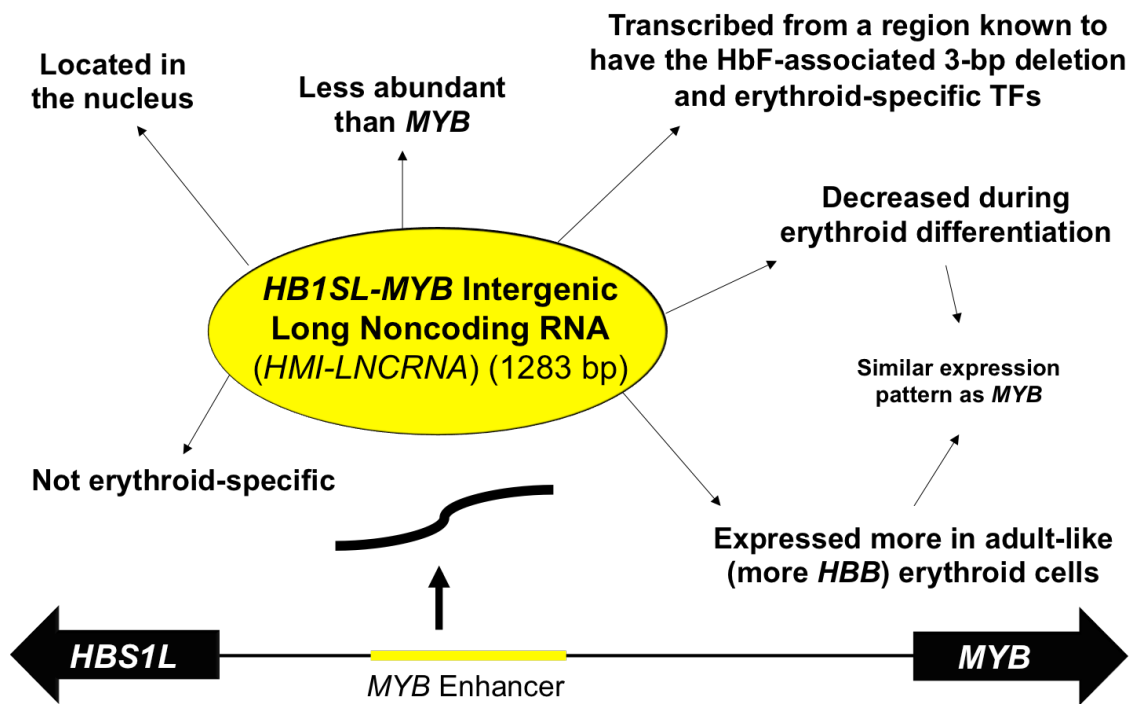 Transcribed from a region known to
have the HbF-associated 3-bp deletion
and erythroid-specific TFs
Located in
the nucleus
Less abundant
than MYB
Decreased during
erythroid differentiation
HB1SL-MYB Intergenic
Long Noncoding RNA
(HMI-LNCRNA) (1283 bp)
Similar expression
pattern as MYB
Not erythroid-specific
Expressed more in adult-like
(more HBB) erythroid cells
HBS1L
MYB
MYB Enhancer